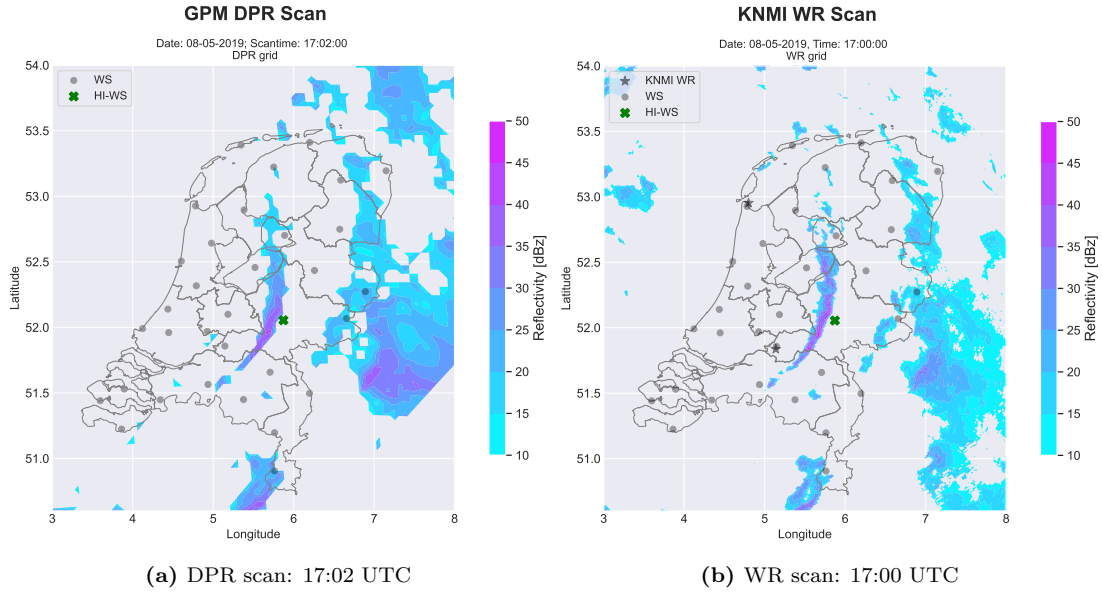 GPM DPR Scan
Date: 08-05-2019; Scantime: 17:02:00
DPR grid
WS
HI-WS
54.0
53.5
53.0
52.5
52.0
51.5
51.0
Latitude
3
4
5
6
7
8
Longitude
50
45
40
35
30
25
20
15
10
Reflectivity [dBz]
(a) DPR scan: 17:02 UTC
KNMI WR Scan
Date: 08-05-2019, Time: 17:00:00
WR grid
KNMI WR
WS
HI-WS
54.0
53.5
53.0
52.5
52.0
51.5
51.0
Latitude
3
4
5
6
7
8
Longitude
50
45
40
35
30
25
20
15
10
Reflectivity [dBz]
(b) WR scan: 17:00 UTC